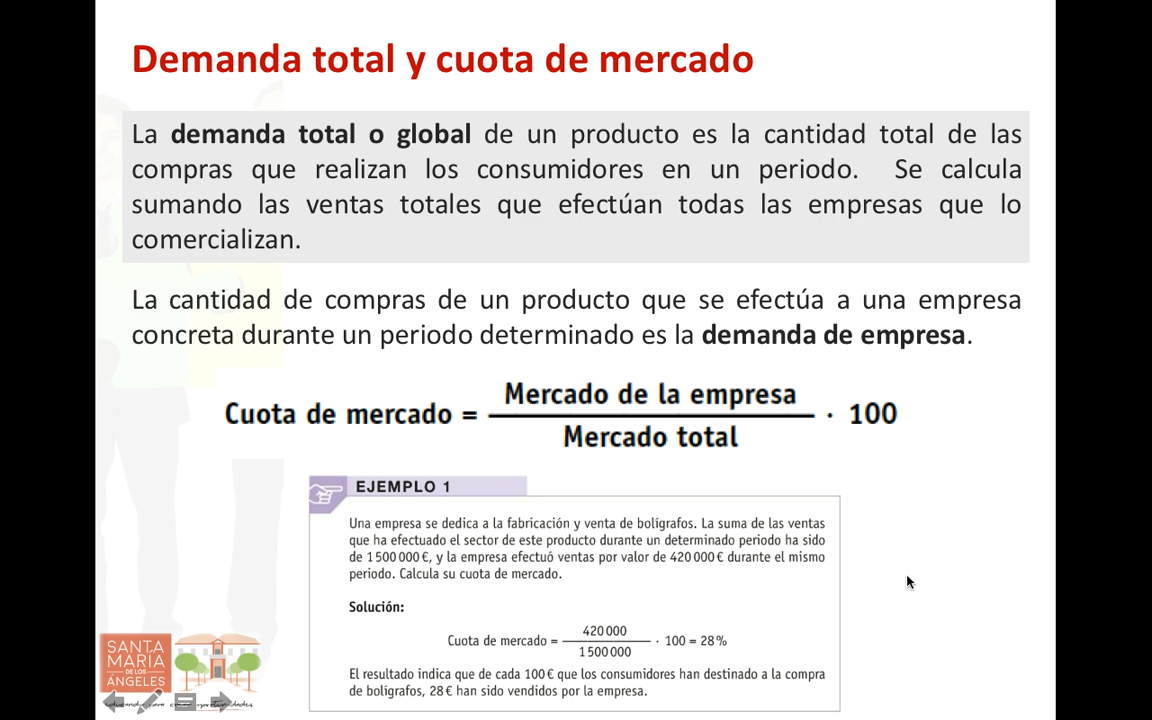 Demanda total y cuota de mercado
La demanda total o global de un producto es la cantidad total de las
compras que realizan los consumidores en un periodo. Se calcula
sumando las ventas totales que efectúan todas las empresas que lo
comercializan.
La cantidad de compras de un producto que se efectúa a una empresa
concreta durante un periodo determinado es la demanda de empresa.
Cuota de mercado = Mercado de la empresa / Mercado total · 100
EJEMPLO 1
Una empresa se dedica a la fabricación y venta de bolígrafos. La suma de las ventas
que ha efectuado el sector de este producto durante un determinado periodo ha sido
de 1 500 000 €, y la empresa efectuó ventas por valor de 420 000 € durante el mismo
periodo. Calcula su cuota de mercado.
Solución:
Cuota de mercado = 420 000 / 1 500 000 · 100 = 28 %
El resultado indica que de cada 100 € que los consumidores han destinado a la compra
de bolígrafos, 28 € han sido vendidos por la empresa.
SANTA
MARIA
DE LOS
ÁNGELES